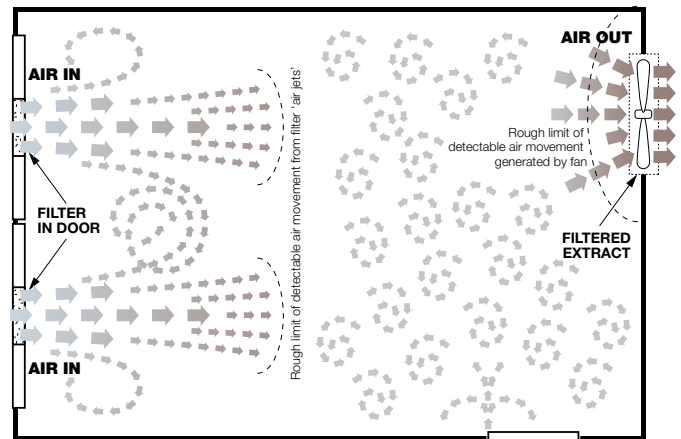 AIR IN
FILTER
IN DOOR
AIR IN
Rough limit of detectable air movement from filter ‘air jets’
AIR OUT
Rough limit of
detectable air movement
generated by fan
FILTERED
EXTRACT